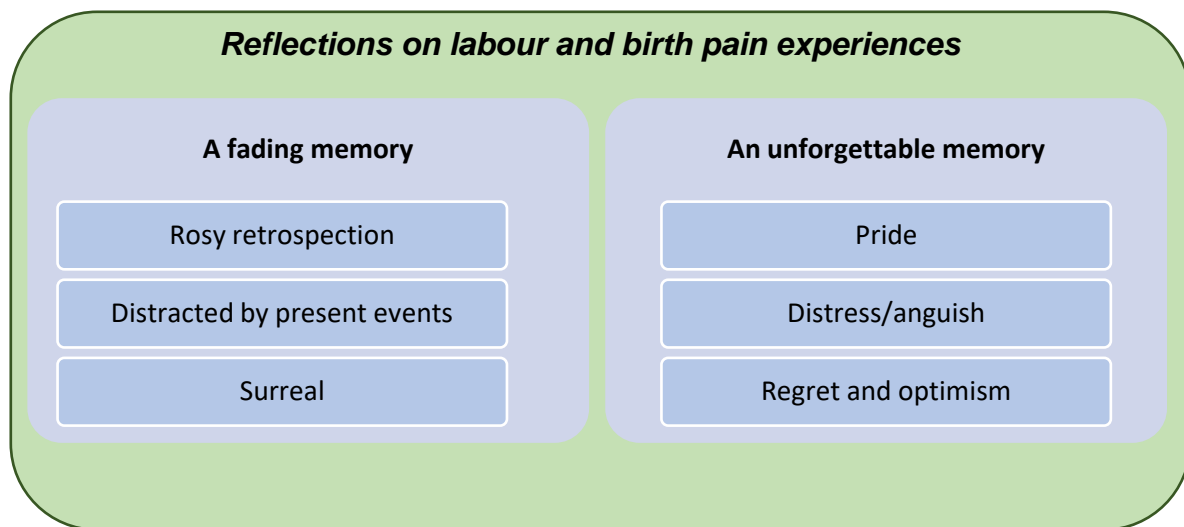 Reflections on labour and birth pain experiences
A fading memory
Rosy retrospection
Distracted by present events
Surreal
An unforgettable memory
Pride
Distress/anguish
Regret and optimism